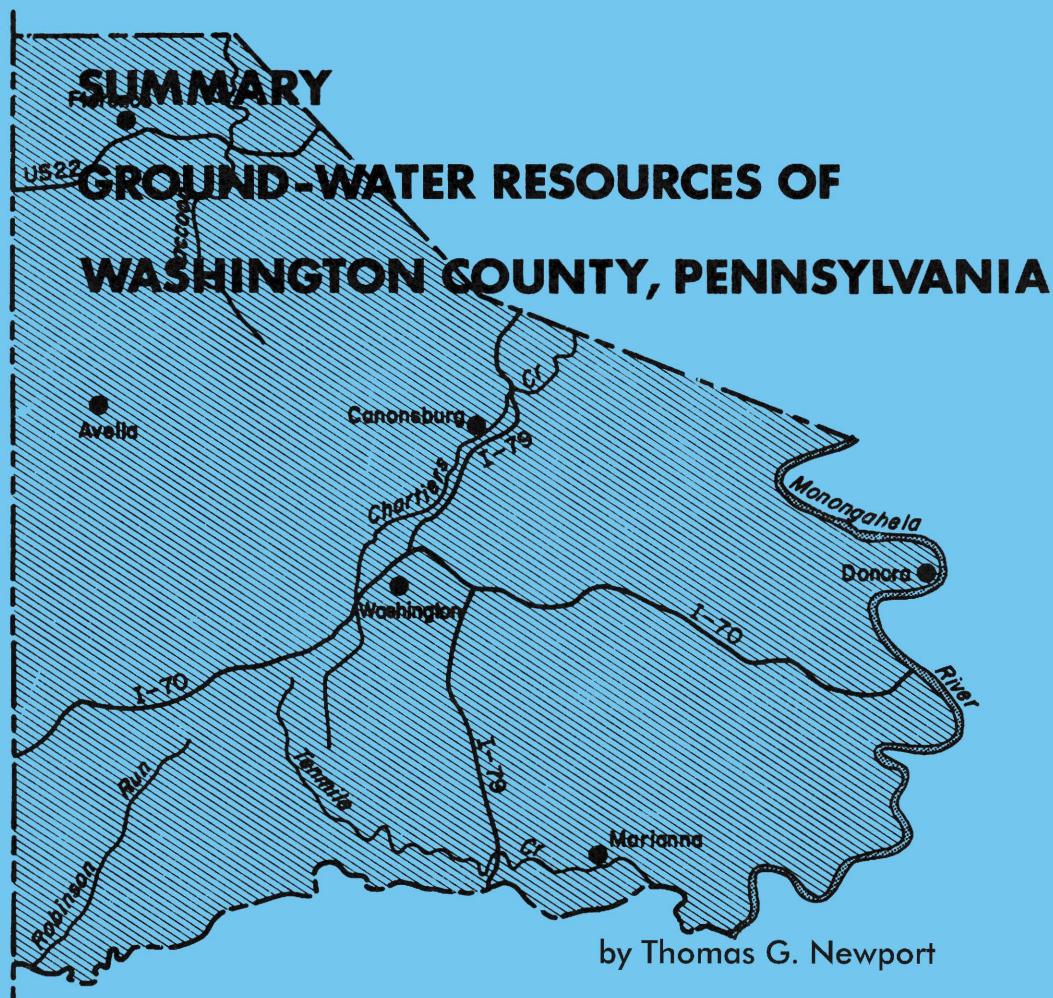 SUMMARY
US22
GROUND-WATER RESOURCES OF
WASHINGTON COUNTY, PENNSYLVANIA
Avella
Canonsburg
Cr
I-79
Chartiers
Monongahela
Donora
Washington
I-70
I-70
River
I-79
Tenmile
Run
Cr
Marianna
Robinson
by Thomas G. Newport